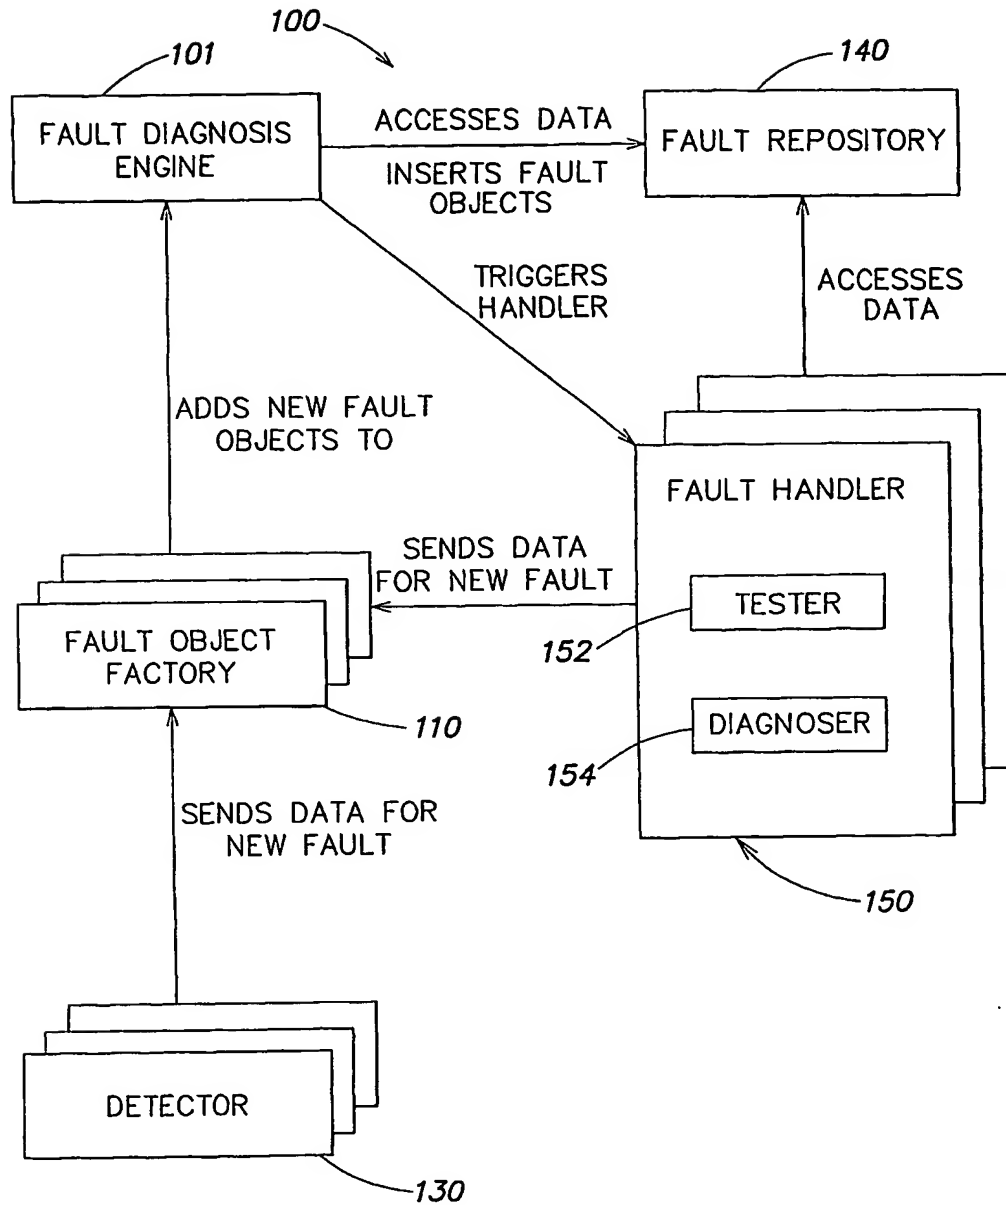 100
101
140
FAULT DIAGNOSIS
ENGINE
ACCESSES DATA
INSERTS FAULT
OBJECTS
FAULT REPOSITORY
TRIGGERS
HANDLER
ACCESSES
DATA
ADDS NEW FAULT
OBJECTS TO
FAULT HANDLER
SENDS DATA
FOR NEW FAULT
TESTER
152
FAULT OBJECT
FACTORY
110
DIAGNOSER
154
SENDS DATA FOR
NEW FAULT
150
DETECTOR
130